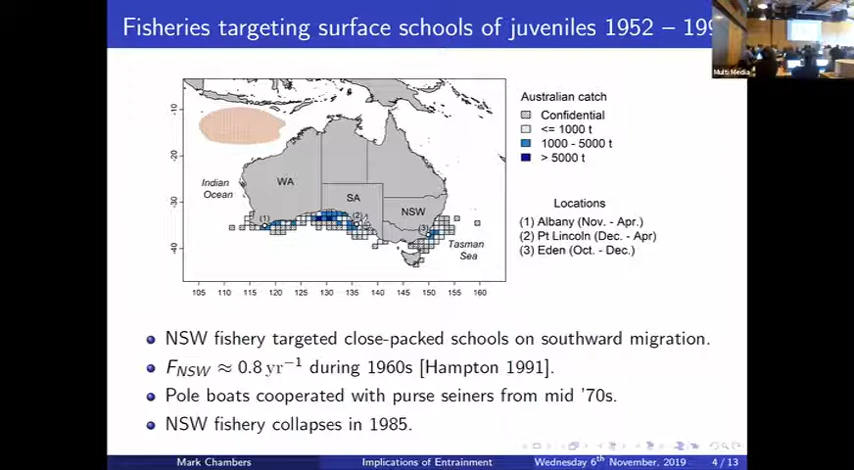 Fisheries targeting surface schools of juveniles 1952 – 199
Multi Media
Australian catch
Confidential
<= 1000 t
1000 - 5000 t
> 5000 t
Locations
(1) Albany (Nov. - Apr.)
(2) Pt Lincoln (Dec. - Apr)
(3) Eden (Oct. - Dec.)
-10
-20
-30
-40
Indian
Ocean
WA
SA
NSW
(1)
(2)
(3)
Tasman
Sea
105 110 115 120 125 130 135 140 145 150 155 160
NSW fishery targeted close-packed schools on southward migration.
F_NSW ≈ 0.8 yr⁻¹ during 1960s [Hampton 1991].
Pole boats cooperated with purse seiners from mid '70s.
NSW fishery collapses in 1985.
Mark Chambers Implications of Entrainment Wednesday 6th November, 2019 4 / 13